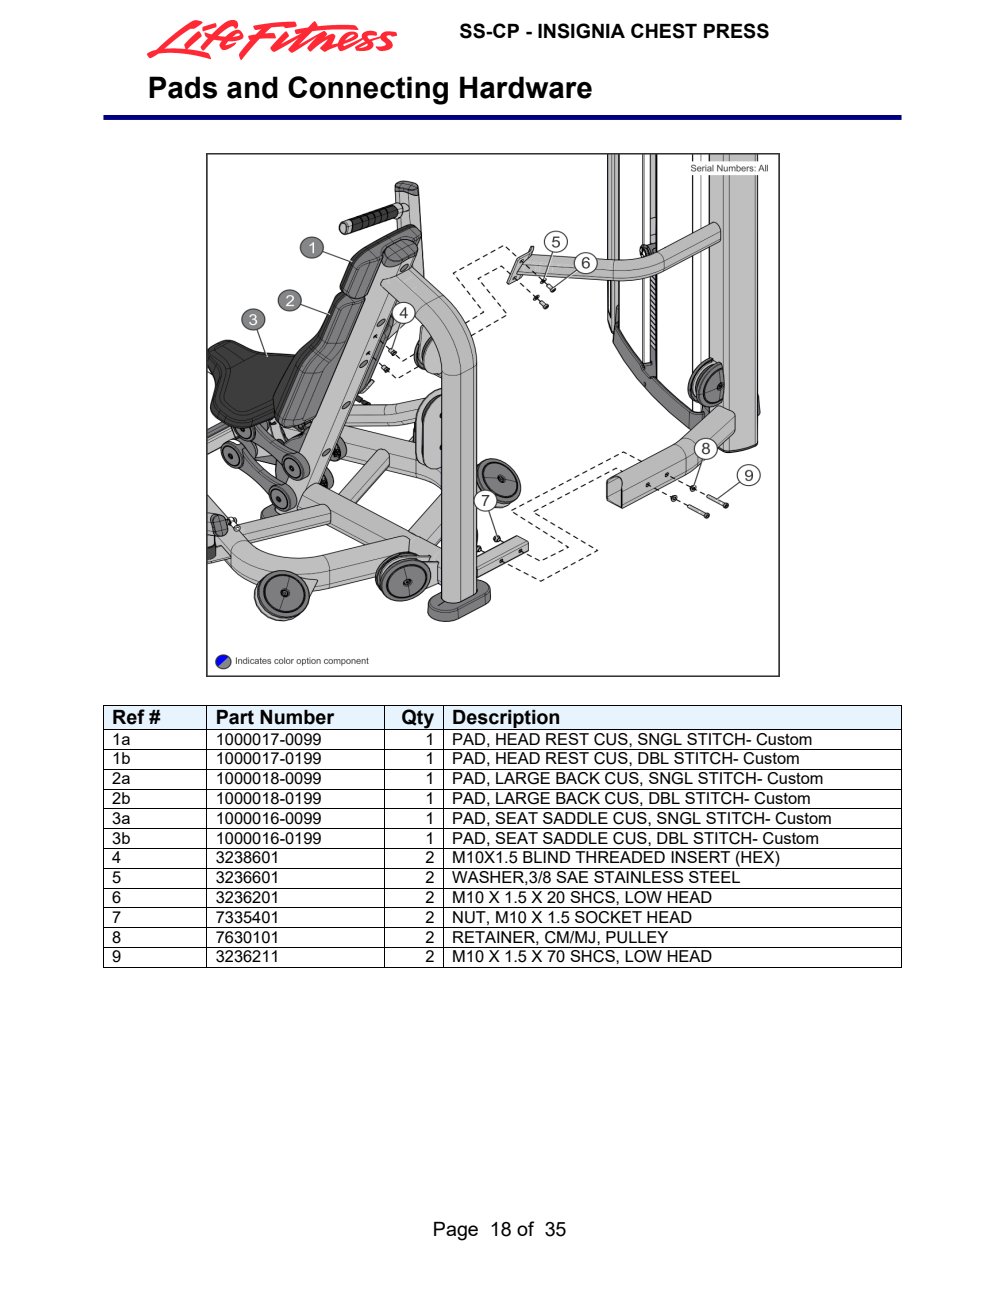 Life Fitness
SS-CP - INSIGNIA CHEST PRESS
Pads and Connecting Hardware
Serial Numbers: All
1
2
3
4
5
6
7
8
9
Indicates color option component
Ref # Part Number Qty Description
1a 1000017-0099 1 PAD, HEAD REST CUS, SNGL STITCH- Custom
1b 1000017-0199 1 PAD, HEAD REST CUS, DBL STITCH- Custom
2a 1000018-0099 1 PAD, LARGE BACK CUS, SNGL STITCH- Custom
2b 1000018-0199 1 PAD, LARGE BACK CUS, DBL STITCH- Custom
3a 1000016-0099 1 PAD, SEAT SADDLE CUS, SNGL STITCH- Custom
3b 1000016-0199 1 PAD, SEAT SADDLE CUS, DBL STITCH- Custom
4 3238601 2 M10X1.5 BLIND THREADED INSERT (HEX)
5 3236601 2 WASHER,3/8 SAE STAINLESS STEEL
6 3236201 2 M10 X 1.5 X 20 SHCS, LOW HEAD
7 7335401 2 NUT, M10 X 1.5 SOCKET HEAD
8 7630101 2 RETAINER, CM/MJ, PULLEY
9 3236211 2 M10 X 1.5 X 70 SHCS, LOW HEAD
Page 18 of 35